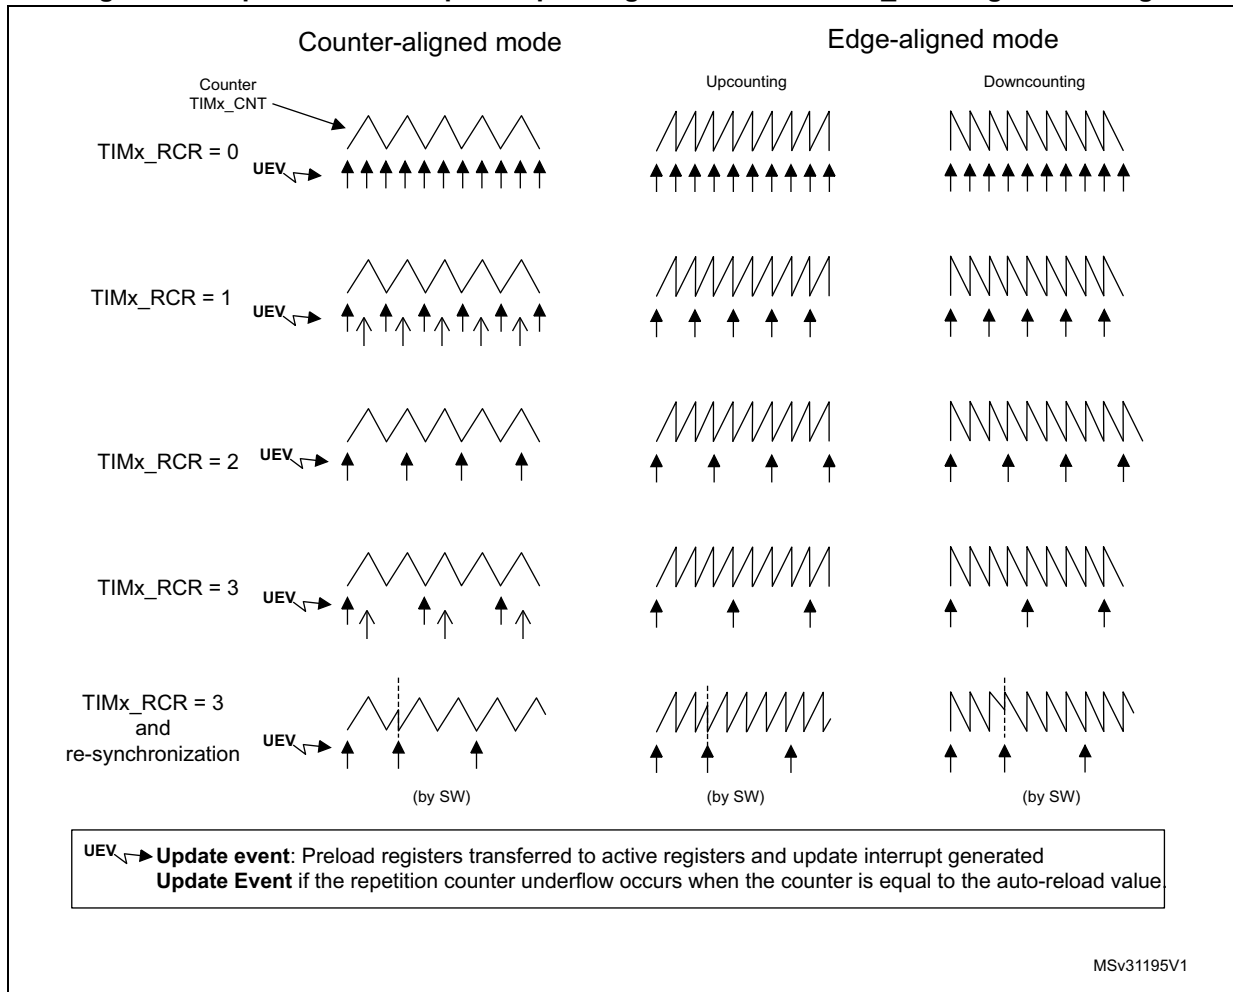 Counter-aligned mode
Edge-aligned mode
Counter
TIMx_CNT
Upcounting
Downcounting
TIMx_RCR = 0
UEV
TIMx_RCR = 1
UEV
TIMx_RCR = 2
UEV
TIMx_RCR = 3
UEV
TIMx_RCR = 3
and
re-synchronization
UEV
(by SW)
(by SW)
(by SW)
UEV Update event: Preload registers transferred to active registers and update interrupt generated
Update Event if the repetition counter underflow occurs when the counter is equal to the auto-reload value.
MSv31195V1